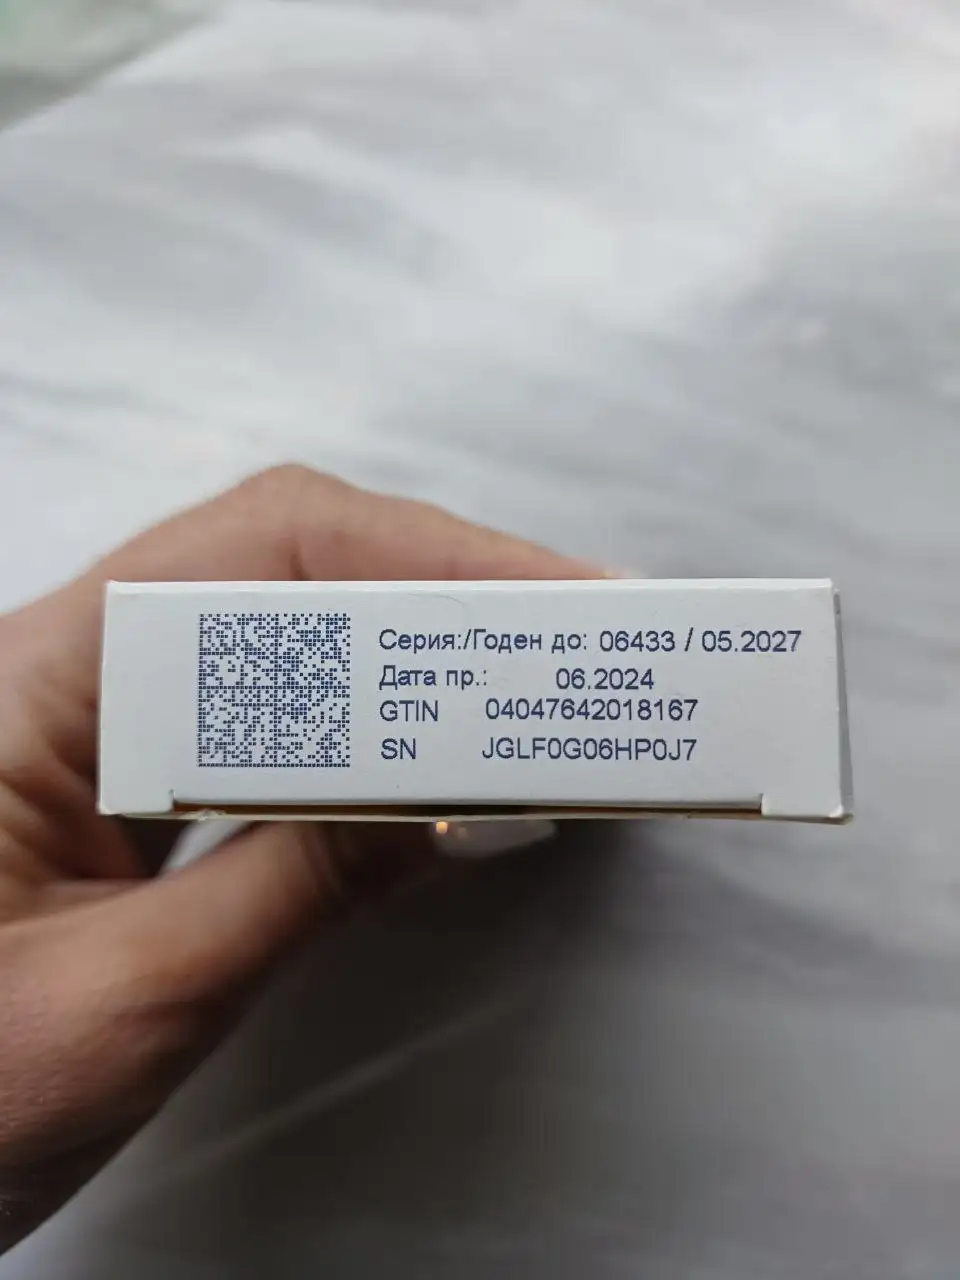 Серия:/Годен до: 06433 / 05.2027
Дата пр.: 06.2024
GTIN 04047642018167
SN JGLF0G06HP0J7